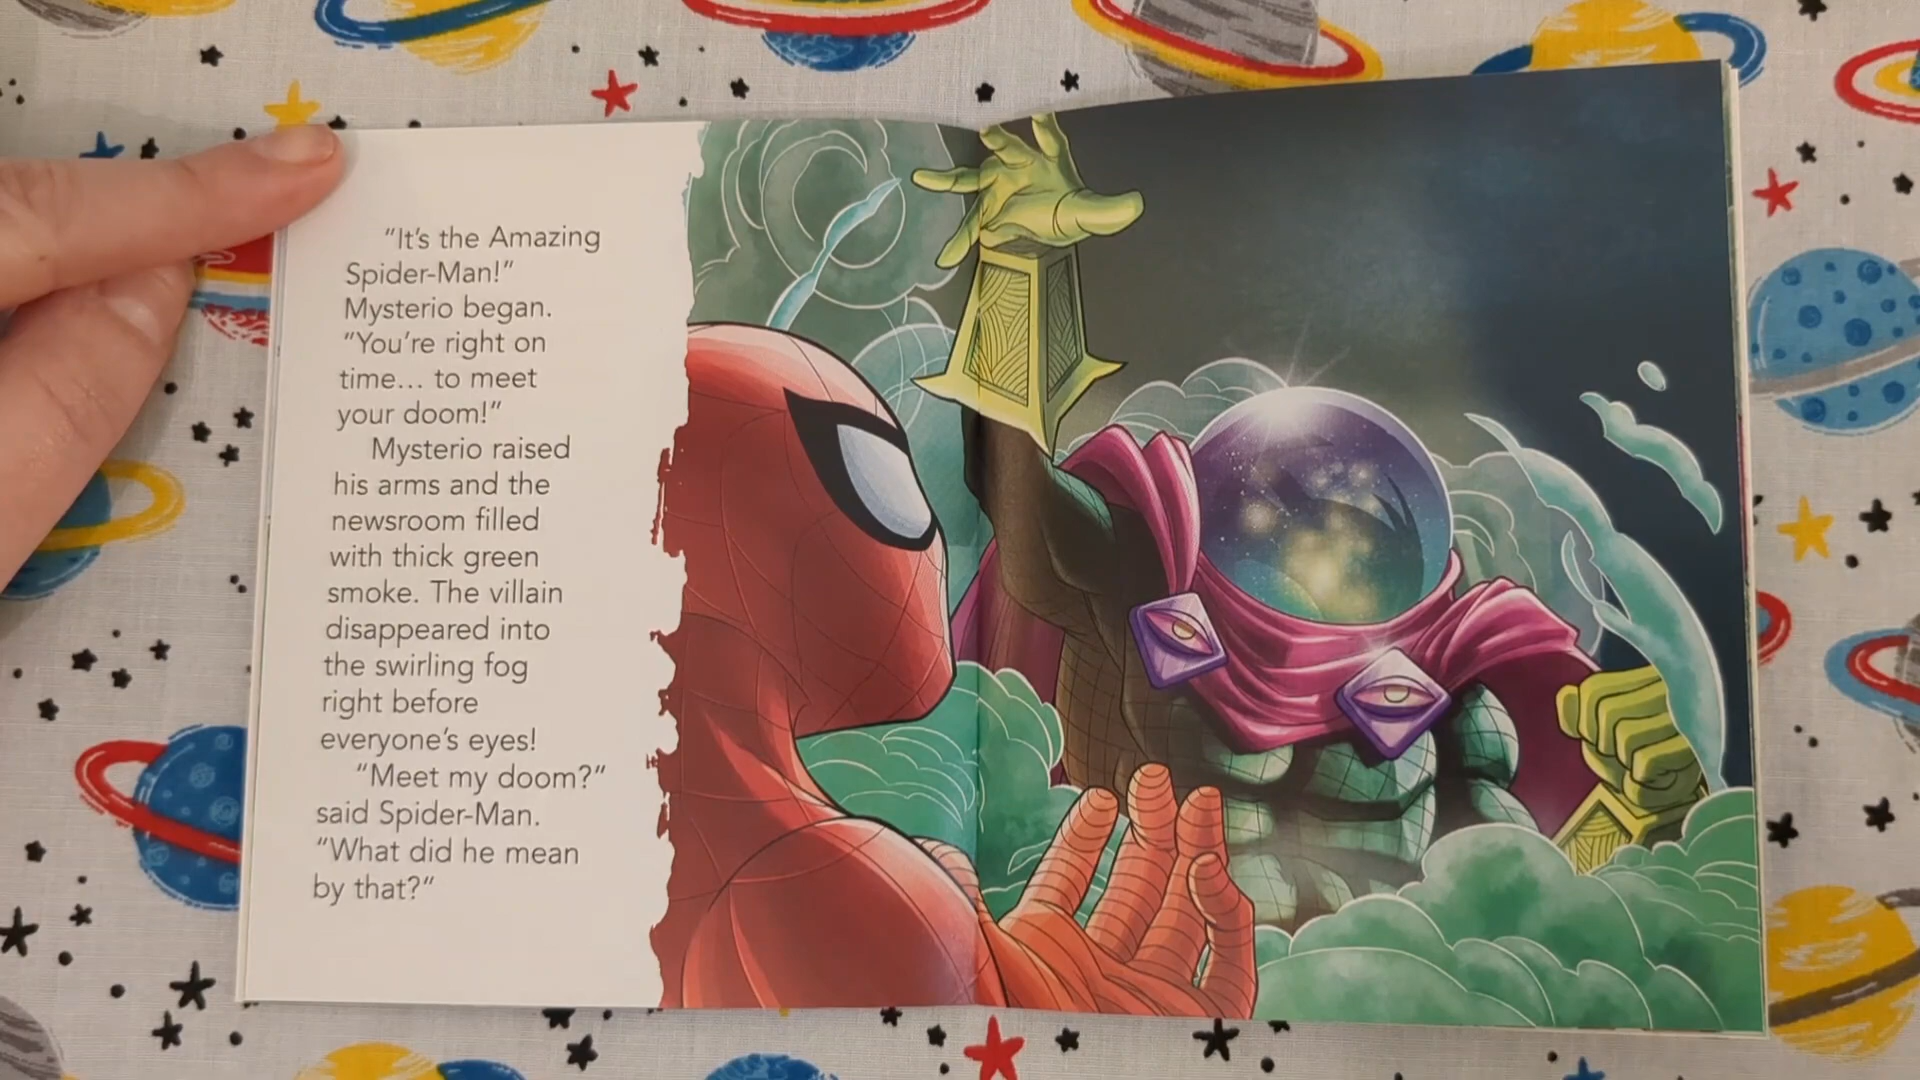 "It's the Amazing
Spider-Man!"
Mysterio began.
"You're right on
time... to meet
your doom!"
Mysterio raised
his arms and the
newsroom filled
with thick green
smoke. The villain
disappeared into
the swirling fog
right before
everyone's eyes!
"Meet my doom?"
said Spider-Man.
"What did he mean
by that?"